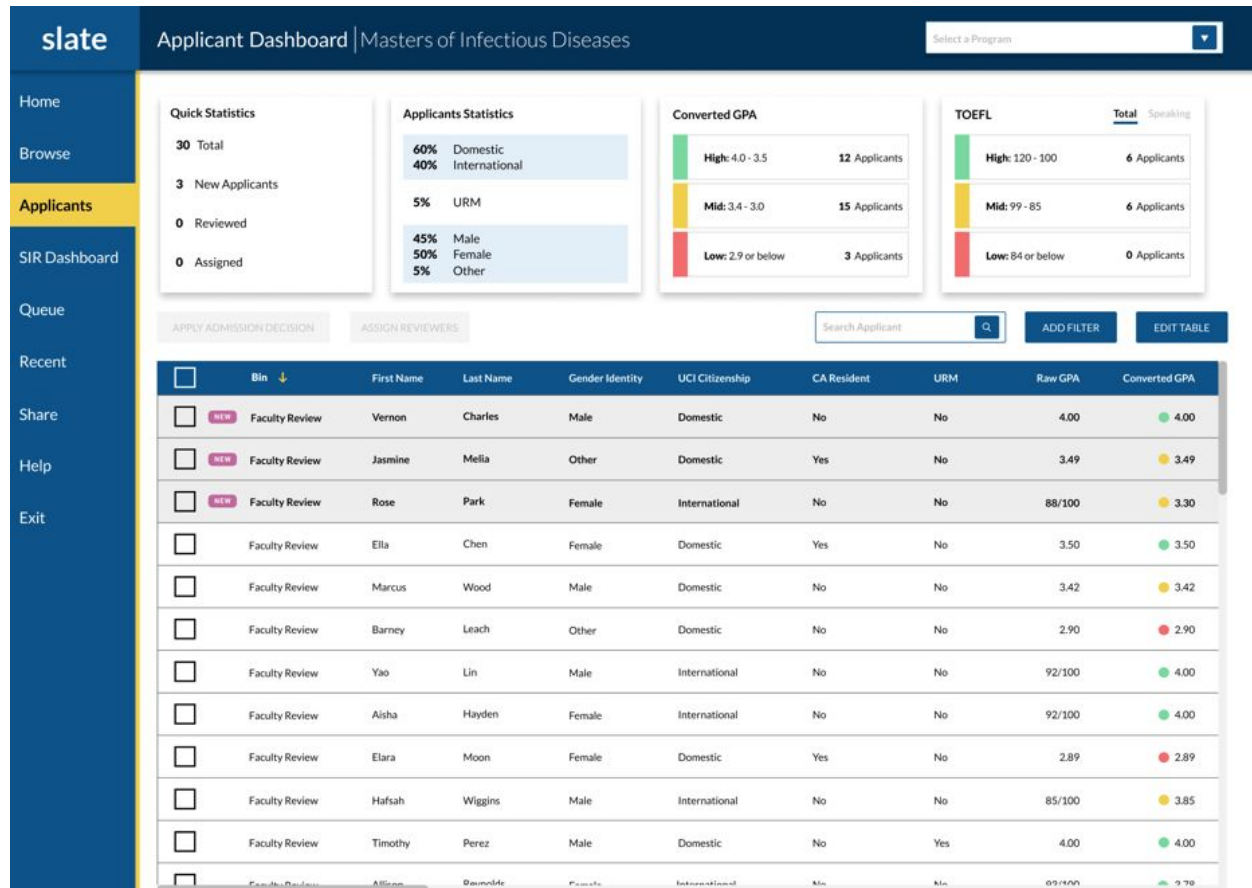 slate
Applicant Dashboard | Masters of Infectious Diseases
Select a Program
Home
Browse
Applicants
SIR Dashboard
Queue
Recent
Share
Help
Exit
Quick Statistics
30 Total
3 New Applicants
0 Reviewed
0 Assigned
Applicants Statistics
60% Domestic
40% International
5% URM
45% Male
50% Female
5% Other
Converted GPA
High: 4.0 - 3.5 12 Applicants
Mid: 3.4 - 3.0 15 Applicants
Low: 2.9 or below 3 Applicants
TOEFL Total Speaking
High: 120 - 100 6 Applicants
Mid: 99 - 85 6 Applicants
Low: 84 or below 0 Applicants
APPLY ADMISSION DECISION ASSIGN REVIEWERS Search Applicant ADD FILTER EDIT TABLE
Bin First Name Last Name Gender Identity UCI Citizenship CA Resident URM Raw GPA Converted GPA
NEW Faculty Review Vernon Charles Male Domestic No No 4.00 4.00
NEW Faculty Review Jasmine Melia Other Domestic Yes No 3.49 3.49
NEW Faculty Review Rose Park Female International No No 88/100 3.30
Faculty Review Ella Chen Female Domestic Yes No 3.50 3.50
Faculty Review Marcus Wood Male Domestic No No 3.42 3.42
Faculty Review Barney Leach Other Domestic No No 2.90 2.90
Faculty Review Yao Lin Male International No No 92/100 4.00
Faculty Review Aisha Hayden Female International No No 92/100 4.00
Faculty Review Elara Moon Female Domestic Yes No 2.89 2.89
Faculty Review Hafsah Wiggins Male International No No 85/100 3.85
Faculty Review Timothy Perez Male Domestic No Yes 4.00 4.00
Faculty Review Allison Reynolds Female International No No